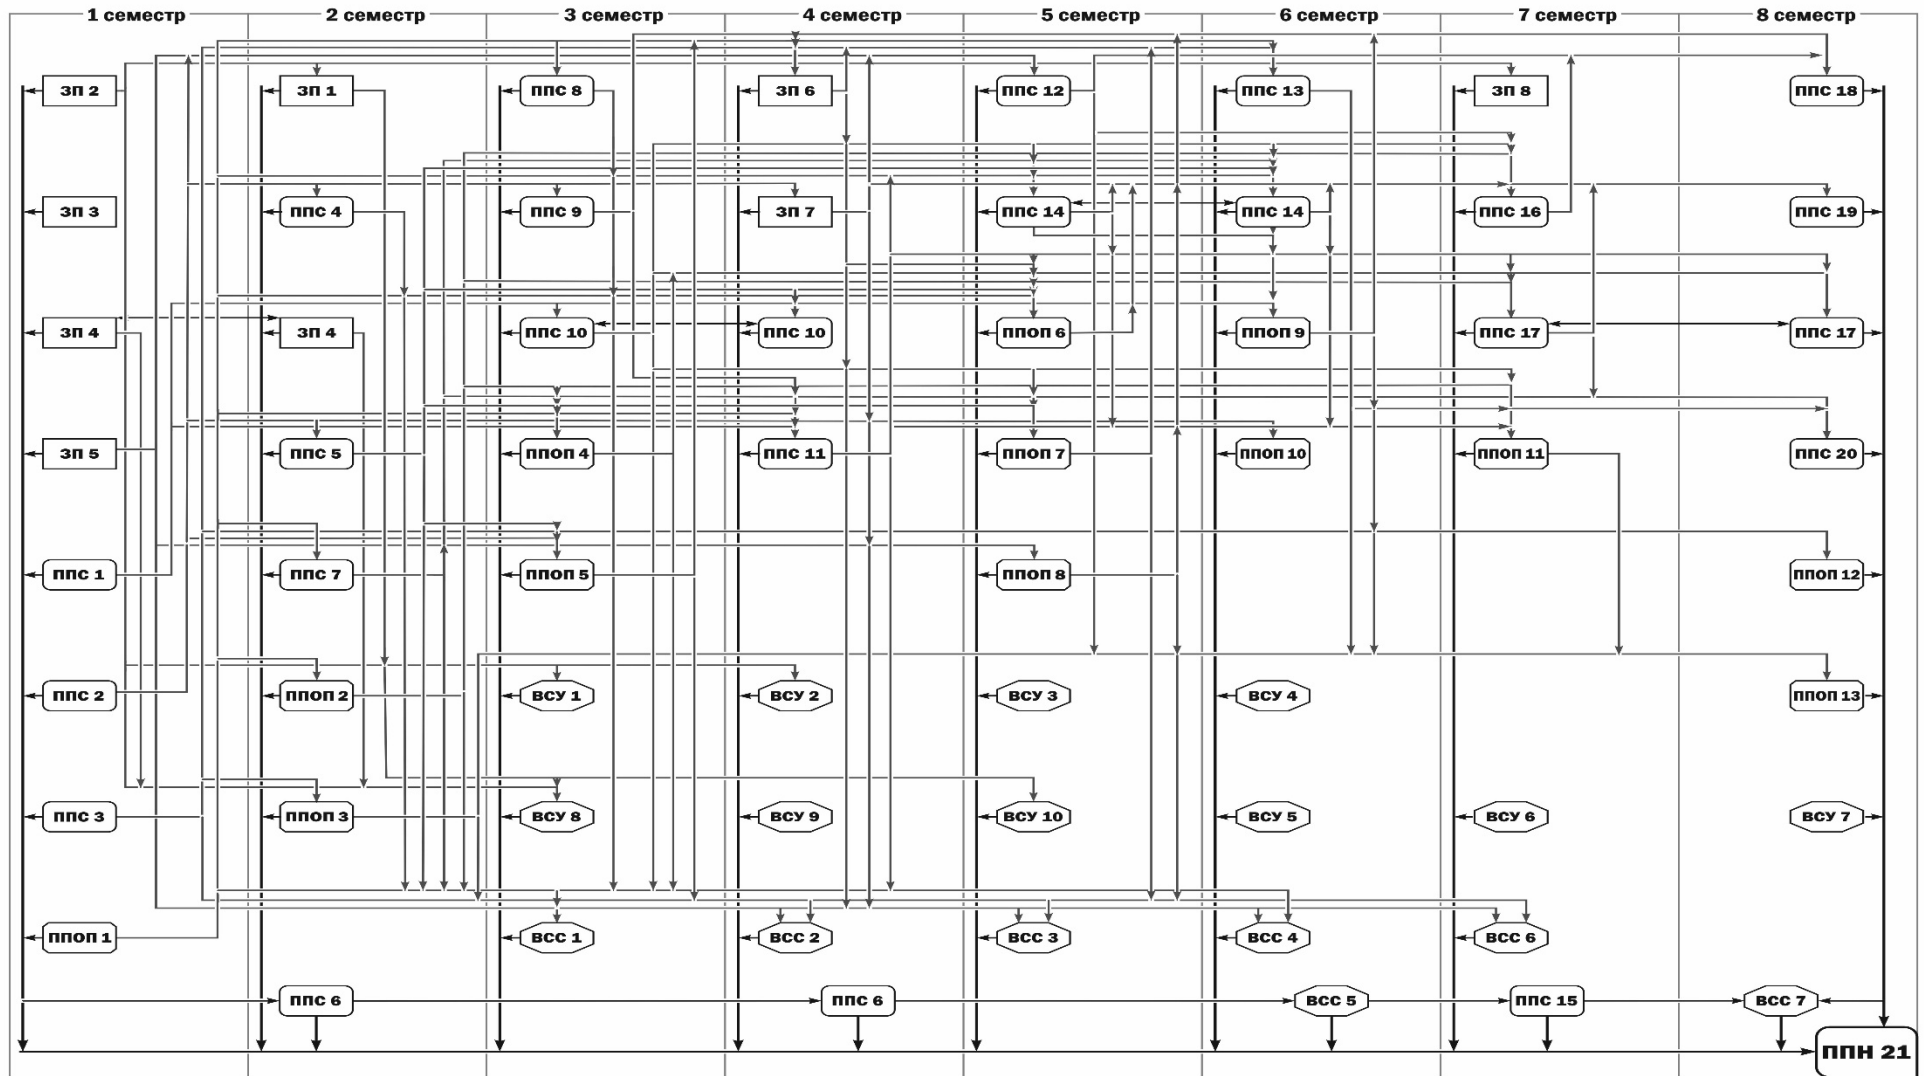 1 семестр 2 семестр 3 семестр 4 семестр 5 семестр 6 семестр 7 семестр 8 семестр
ЗП 2 ЗП 1 ППС 8 ЗП 6 ППС 12 ППС 13 ЗП 8 ППС 18
ЗП 3 ППС 4 ППС 9 ЗП 7 ППС 14 ППС 14 ППС 16 ППС 19
ЗП 4 ЗП 4 ППС 10 ППС 10 ППОП 6 ППОП 9 ППС 17 ППС 17
ЗП 5 ППС 5 ППОП 4 ППС 11 ППОП 7 ППОП 10 ППОП 11 ППС 20
ППС 1 ППС 7 ППОП 5 ППОП 8 ППОП 12
ППС 2 ППОП 2 ВСУ 1 ВСУ 2 ВСУ 3 ВСУ 4 ППОП 13
ППС 3 ППОП 3 ВСУ 8 ВСУ 9 ВСУ 10 ВСУ 5 ВСУ 6 ВСУ 7
ППОП 1 ВСС 1 ВСС 2 ВСС 3 ВСС 4 ВСС 6
ППС 6 ППС 6 ВСС 5 ППС 15 ВСС 7
ППН 21